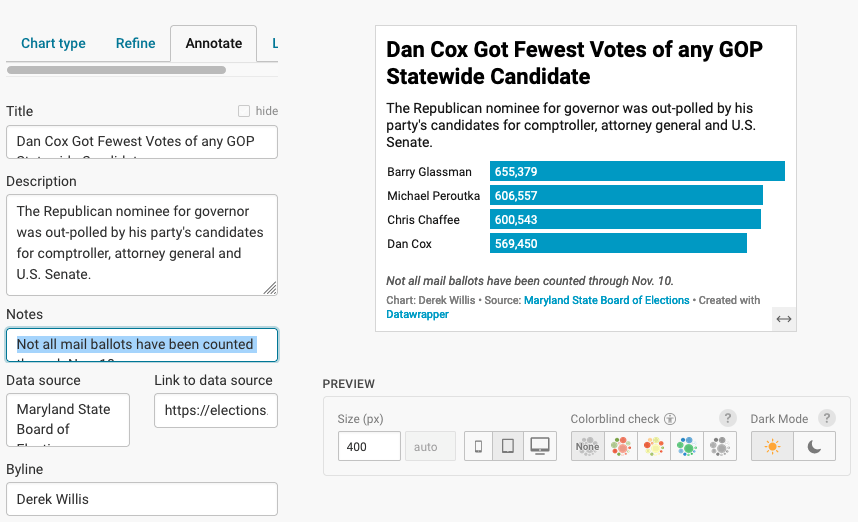 Chart type
Refine
Annotate
L
Title
hide
Dan Cox Got Fewest Votes of any GOP
Statewide Candidate
Description
The Republican nominee for governor
was out-polled by his party's candidates
for comptroller, attorney general and
U.S. Senate.
Notes
Not all mail ballots have been counted
through Nov. 10.
Data source
Link to data source
Maryland State
Board of
Elections
https://elections.
Byline
Derek Willis
Dan Cox Got Fewest Votes of any GOP
Statewide Candidate
The Republican nominee for governor was out-polled by his
party's candidates for comptroller, attorney general and U.S.
Senate.
Barry Glassman 655,379
Michael Peroutka 606,557
Chris Chaffee 600,543
Dan Cox 569,450
Not all mail ballots have been counted through Nov. 10.
Chart: Derek Willis • Source: Maryland State Board of Elections • Created with
Datawrapper
PREVIEW
Size (px)
Colorblind check
?
Dark Mode
?
400
auto
None